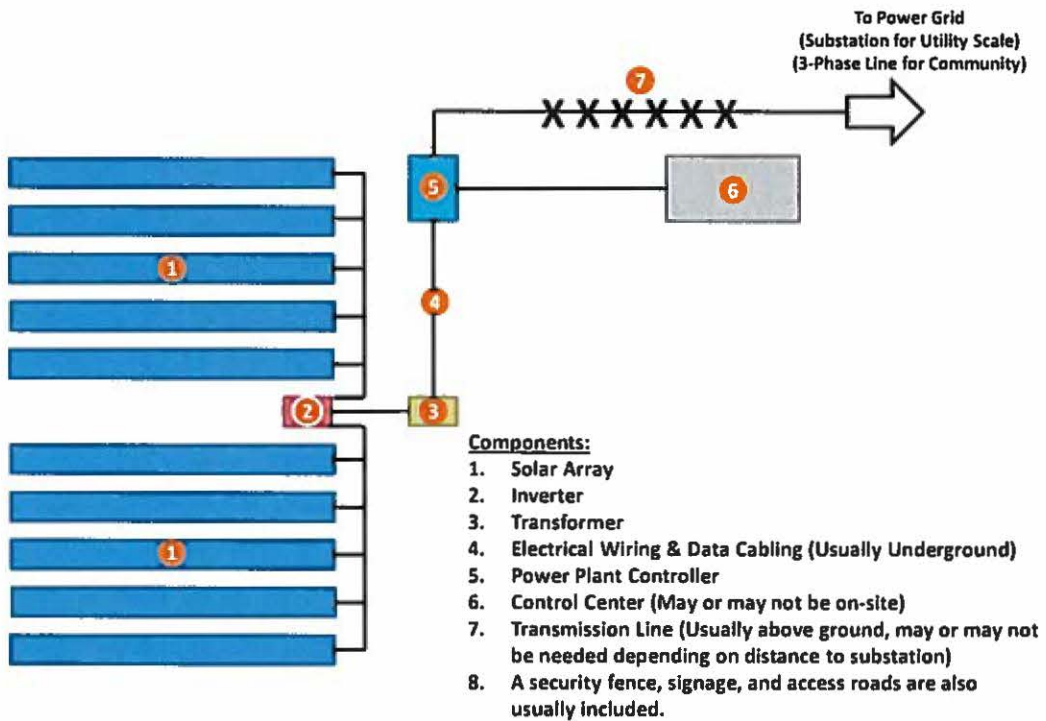 To Power Grid
(Substation for Utility Scale)
(3-Phase Line for Community)
7
X X X X X X
5
6
1
4
2
3
1
Components:
1. Solar Array
2. Inverter
3. Transformer
4. Electrical Wiring & Data Cabling (Usually Underground)
5. Power Plant Controller
6. Control Center (May or may not be on-site)
7. Transmission Line (Usually above ground, may or may not
be needed depending on distance to substation)
8. A security fence, signage, and access roads are also
usually included.